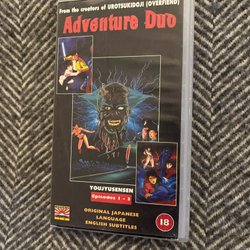 From the creators of UROTSUKIDOJI (OVERFIEND)
Adventure Duo
YOUJYUSENSEN
Episodes 1 - 3
ORIGINAL JAPANESE
LANGUAGE
ENGLISH SUBTITLES
18